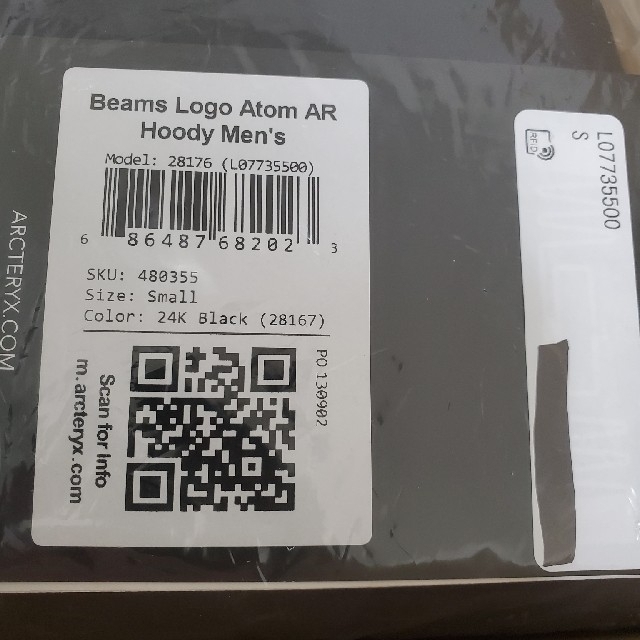 Beams Logo Atom AR
Hoody Men's
Model: 28176 (L07735500)
6 86487 68202 3
SKU: 480355
Size: Small
Color: 24K Black (28167)
PO 130902
Scan for Info
m.arcteryx.com
ARCTERYX.COM
L07735500
S
RFID